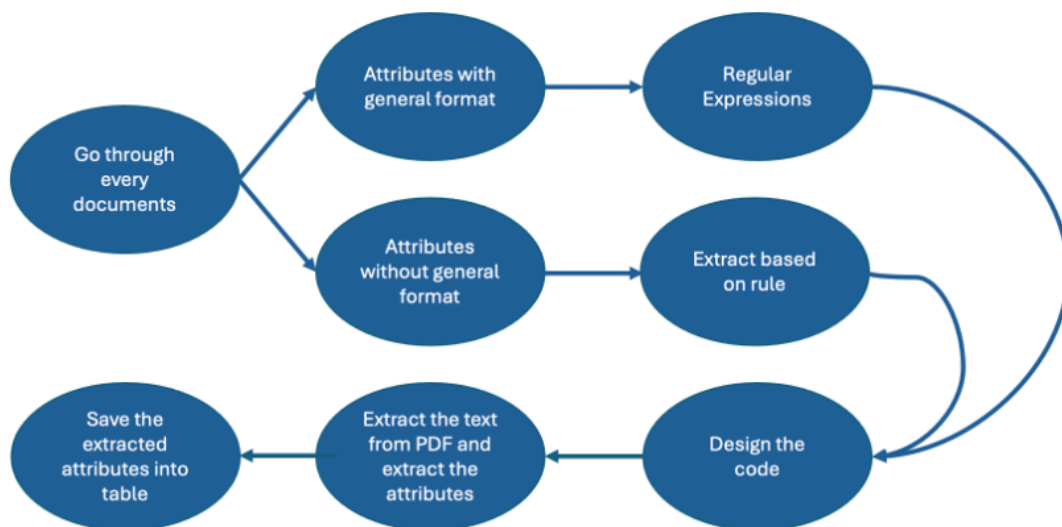 Go through
every
documents
Attributes with
general format
Regular
Expressions
Attributes
without general
format
Extract based
on rule
Design the
code
Extract the text
from PDF and
extract the
attributes
Save the
extracted
attributes into
table